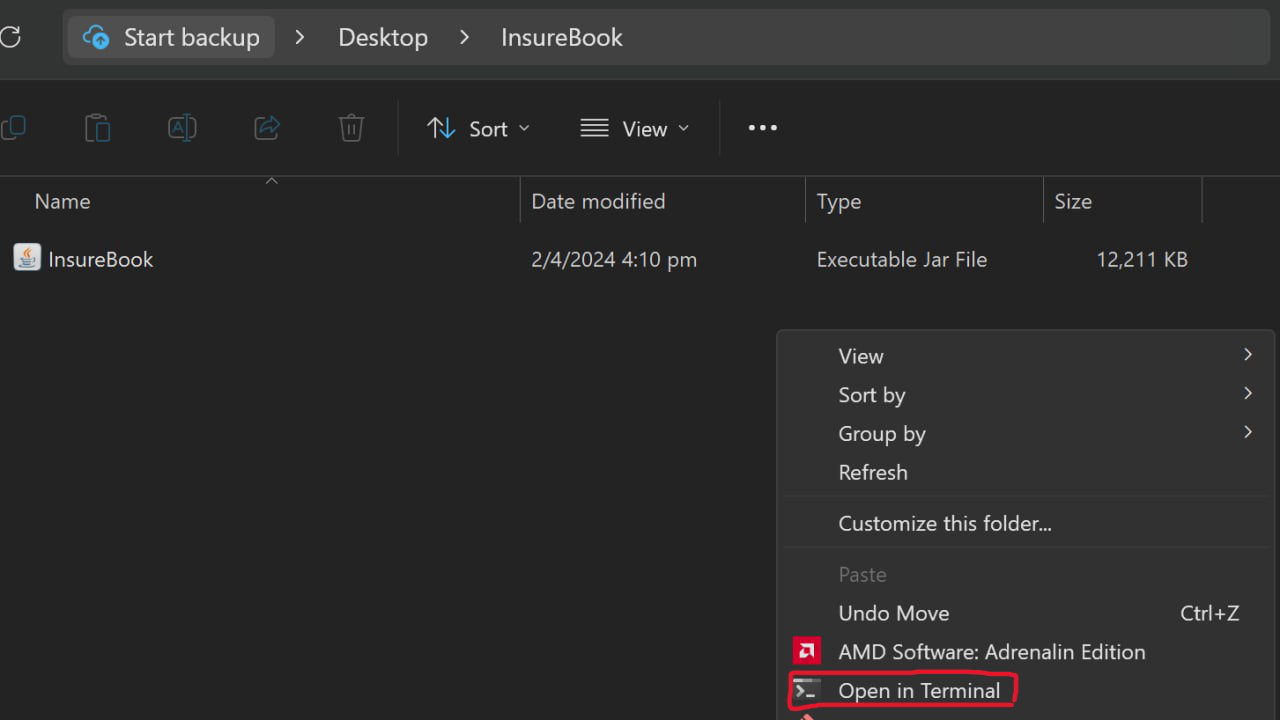 Start backup > Desktop > InsureBook
Sort View
Name Date modified Type Size
InsureBook 2/4/2024 4:10 pm Executable Jar File 12,211 KB
View
Sort by
Group by
Refresh
Customize this folder...
Paste
Undo Move Ctrl+Z
AMD Software: Adrenalin Edition
Open in Terminal